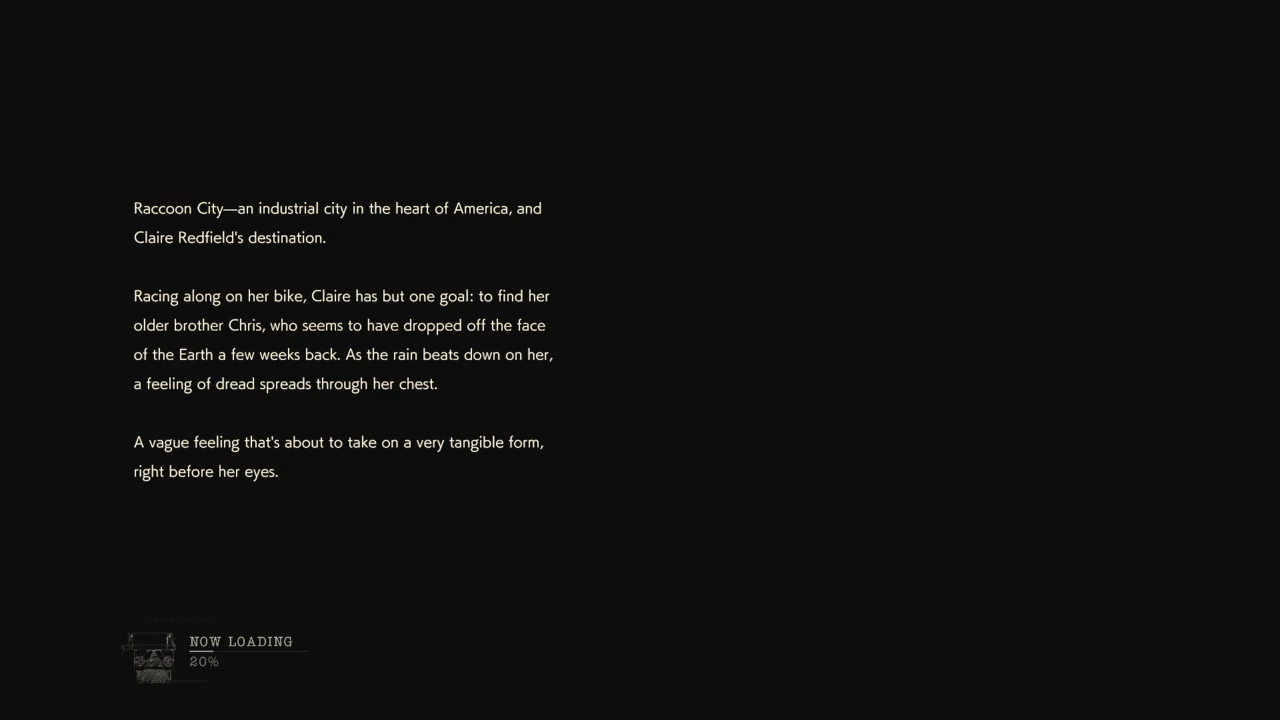 Raccoon City—an industrial city in the heart of America, and
Claire Redfield's destination.
Racing along on her bike, Claire has but one goal: to find her
older brother Chris, who seems to have dropped off the face
of the Earth a few weeks back. As the rain beats down on her,
a feeling of dread spreads through her chest.
A vague feeling that's about to take on a very tangible form,
right before her eyes.
NOW LOADING
20%